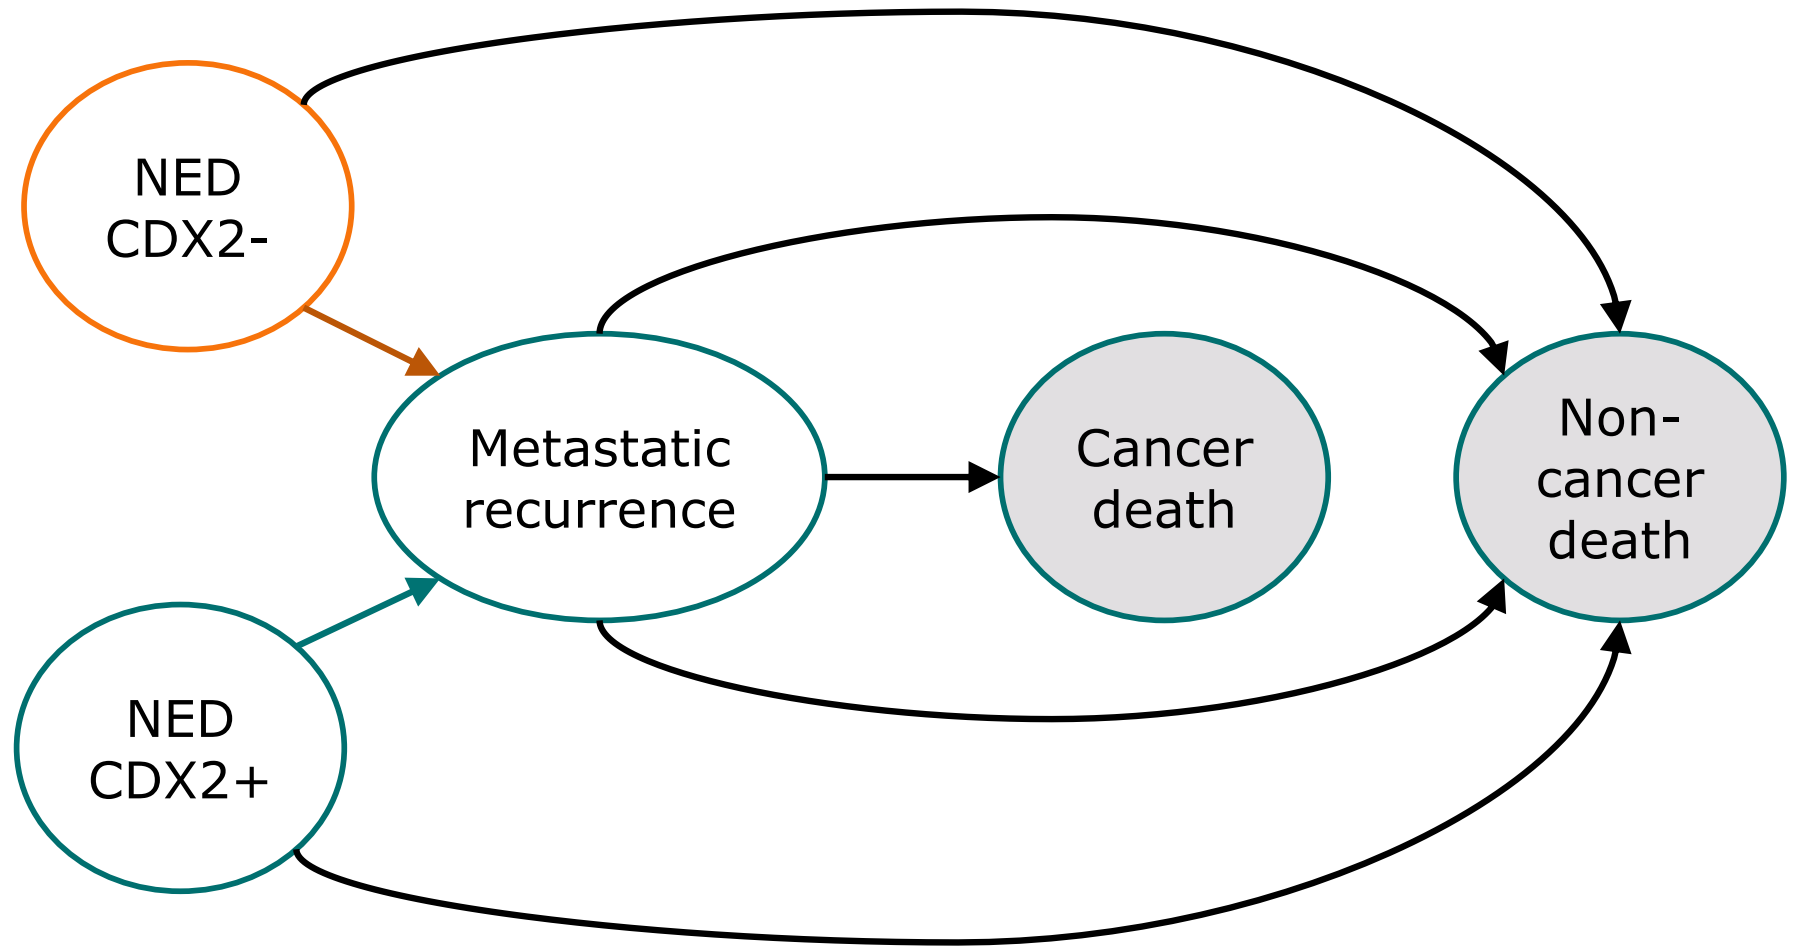 NED
CDX2-
Metastatic
recurrence
Cancer
death
Non-
cancer
death
NED
CDX2+